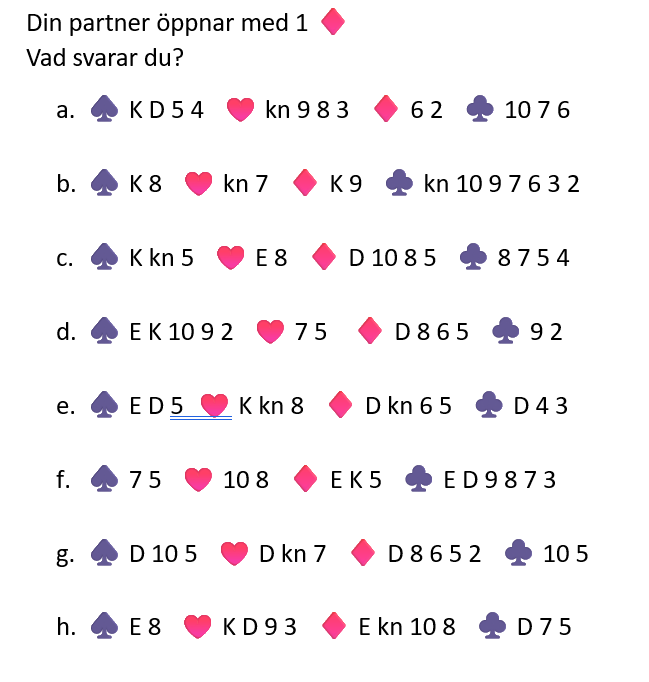 Din partner öppnar med 1 ♦
Vad svarar du?
a. ♠ K D 5 4 ♥ kn 9 8 3 ♦ 6 2 ♣ 10 7 6
b. ♠ K 8 ♥ kn 7 ♦ K 9 ♣ kn 10 9 7 6 3 2
c. ♠ K kn 5 ♥ E 8 ♦ D 10 8 5 ♣ 8 7 5 4
d. ♠ E K 10 9 2 ♥ 7 5 ♦ D 8 6 5 ♣ 9 2
e. ♠ E D 5 ♥ K kn 8 ♦ D kn 6 5 ♣ D 4 3
f. ♠ 7 5 ♥ 10 8 ♦ E K 5 ♣ E D 9 8 7 3
g. ♠ D 10 5 ♥ D kn 7 ♦ D 8 6 5 2 ♣ 10 5
h. ♠ E 8 ♥ K D 9 3 ♦ E kn 10 8 ♣ D 7 5